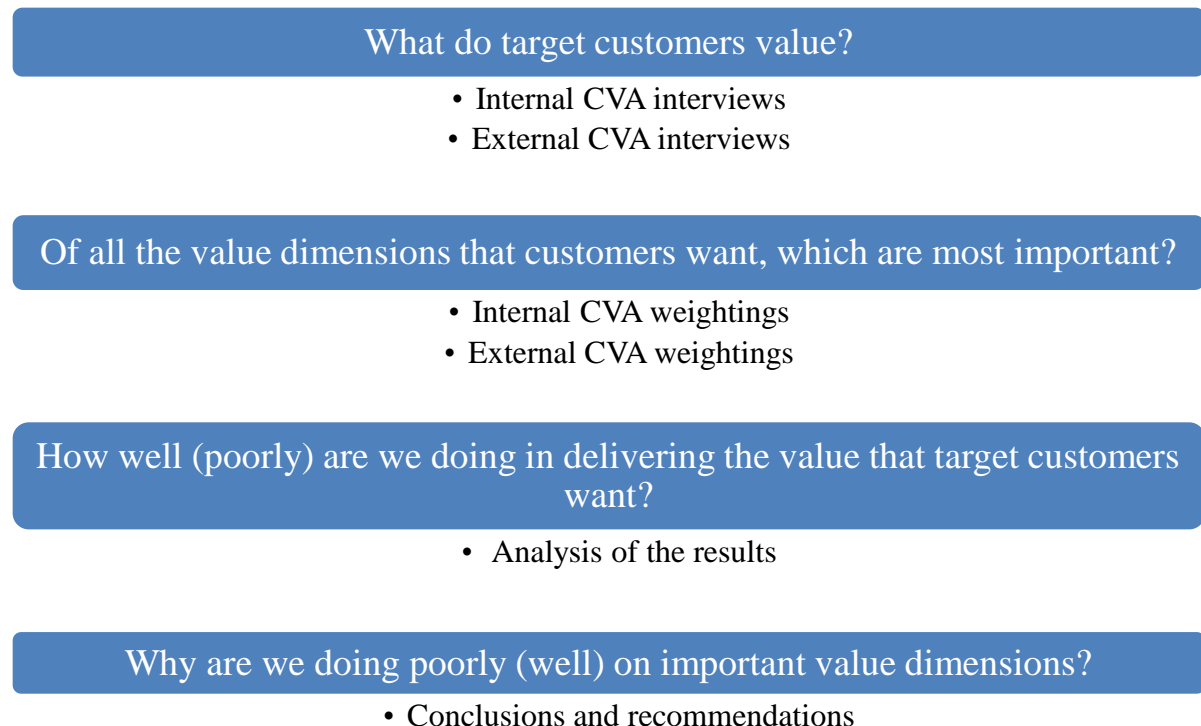 What do target customers value?
• Internal CVA interviews
• External CVA interviews
Of all the value dimensions that customers want, which are most important?
• Internal CVA weightings
• External CVA weightings
How well (poorly) are we doing in delivering the value that target customers
want?
• Analysis of the results
Why are we doing poorly (well) on important value dimensions?
• Conclusions and recommendations